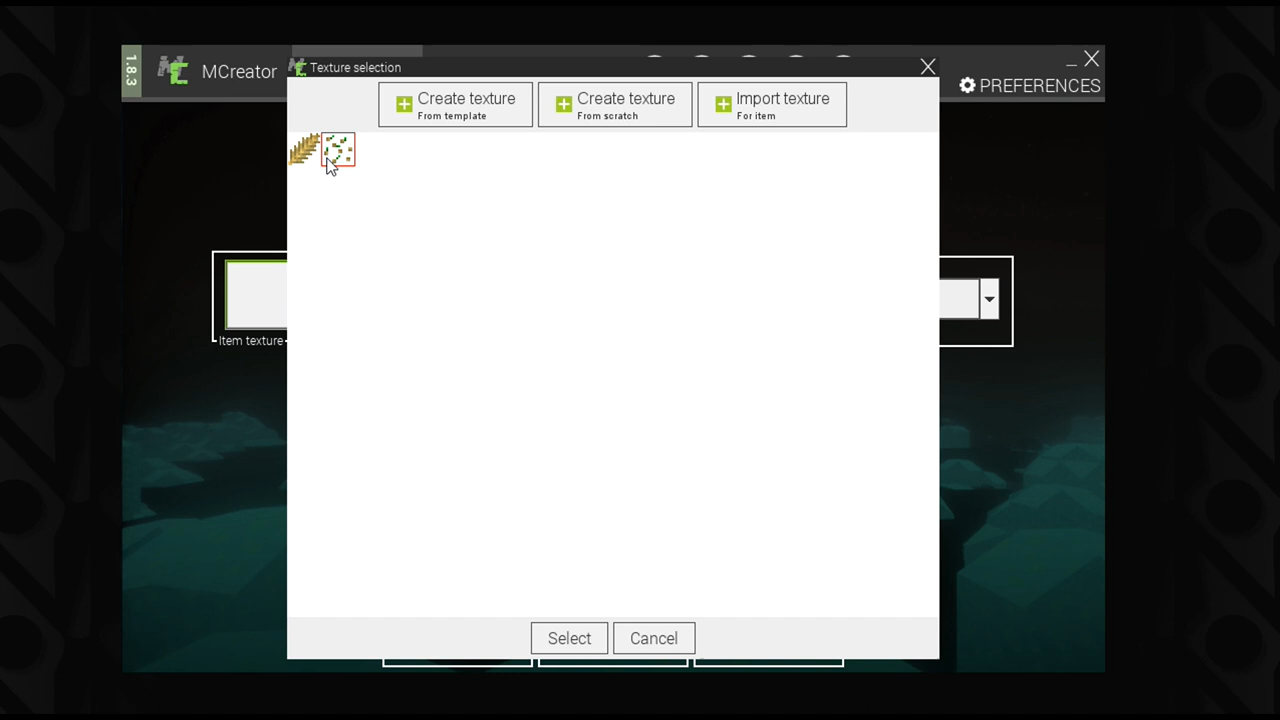 1.8.3
MCreator
Texture selection
PREFERENCES
Create texture
From template
Create texture
From scratch
Import texture
For item
Item texture
Select
Cancel